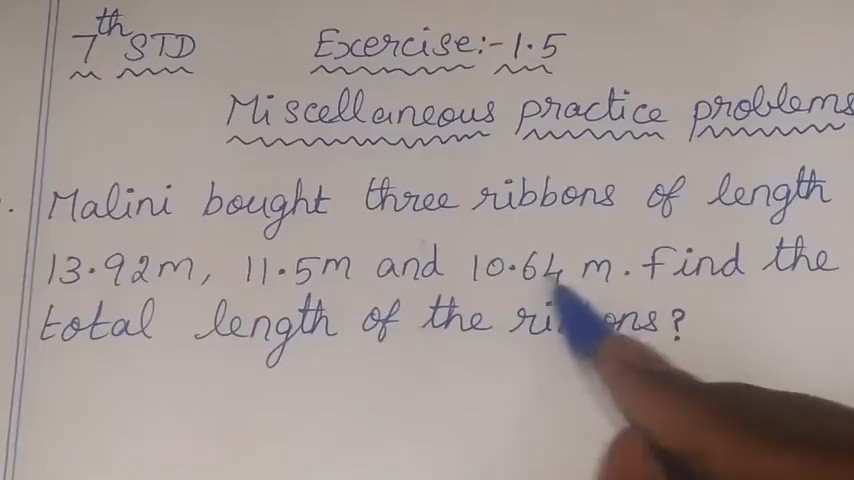 7th STD Exercise:-1.5
Miscellaneous practice problems
Malini bought three ribbons of length
13.92m, 11.5m and 10.64 m. Find the
total length of the ribbons?